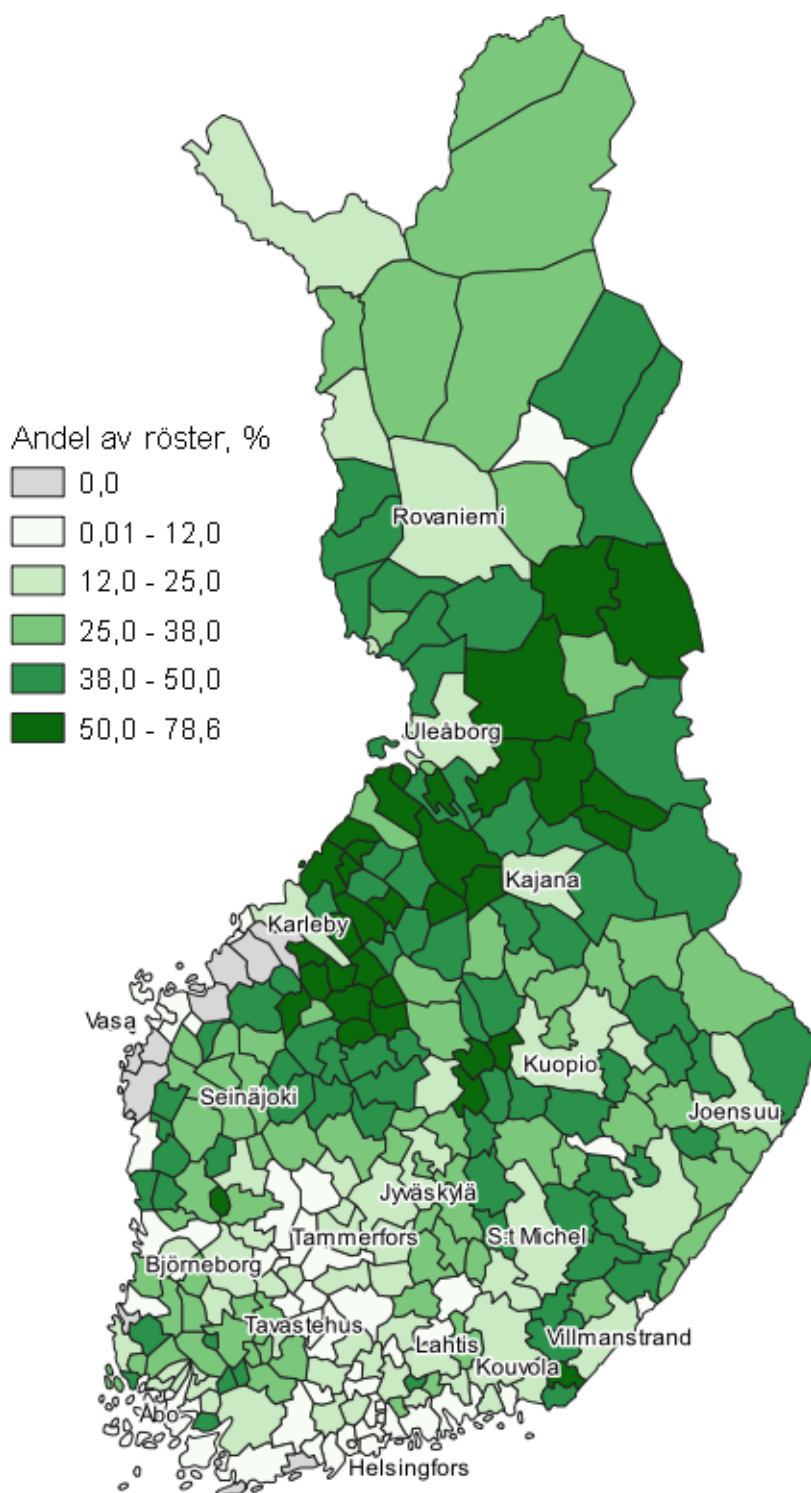 Andel av röster, %
0,0
0,01 - 12,0
12,0 - 25,0
25,0 - 38,0
38,0 - 50,0
50,0 - 78,6
Rovaniemi
Uleåborg
Kajana
Karleby
Vasa
Kuopio
Seinäjoki
Joensuu
Jyväskylä
Tammerfors
S:t Michel
Björneborg
Tavastehus
Lahtis
Villmanstrand
Kouvola
Åbo
Helsingfors